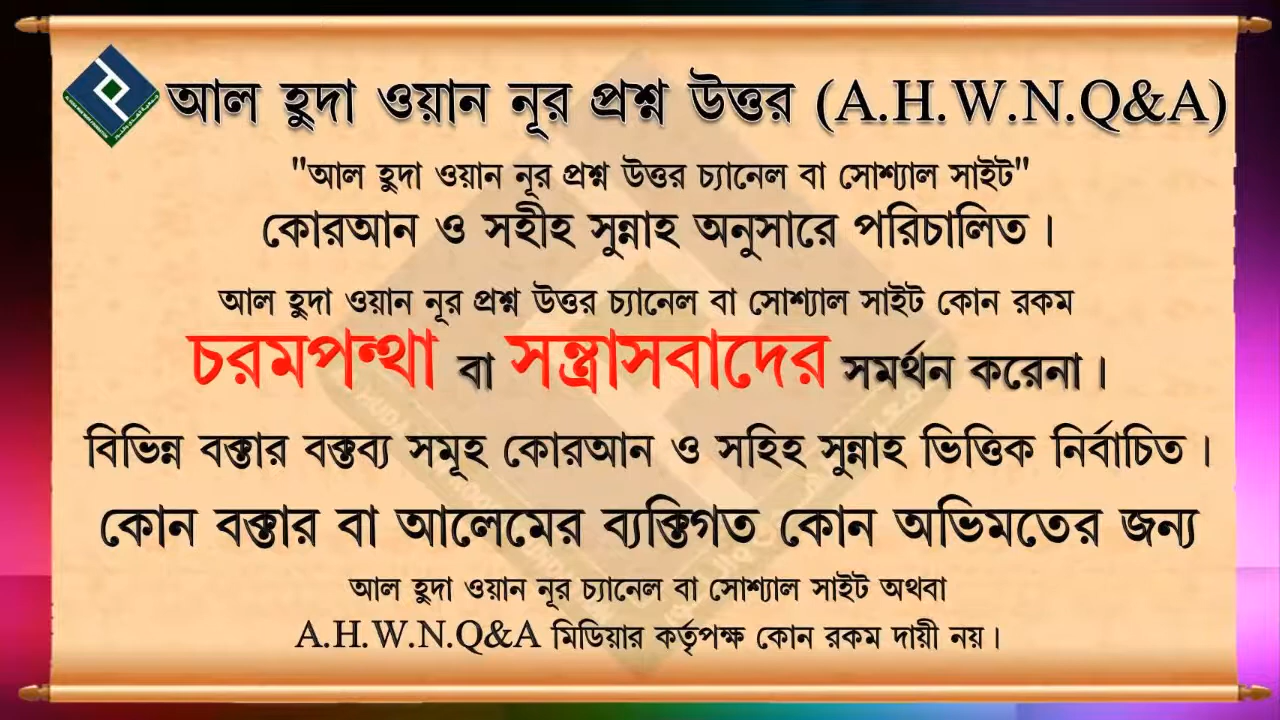 আল হুদা ওয়ান নূর প্রশ্ন উত্তর (A.H.W.N.Q&A)
"আল হুদা ওয়ান নূর প্রশ্ন উত্তর চ্যানেল বা সোশ্যাল সাইট"
কোরআন ও সহীহ সুন্নাহ অনুসারে পরিচালিত।
আল হুদা ওয়ান নূর প্রশ্ন উত্তর চ্যানেল বা সোশ্যাল সাইট কোন রকম
চরমপন্থা বা সন্ত্রাসবাদের সমর্থন করেনা।
বিভিন্ন বক্তার বক্তব্য সমূহ কোরআন ও সহিহ সুন্নাহ ভিত্তিক নির্বাচিত।
কোন বক্তার বা আলেমের ব্যক্তিগত কোন অভিমতের জন্য
আল হুদা ওয়ান নূর চ্যানেল বা সোশ্যাল সাইট অথবা
A.H.W.N.Q&A মিডিয়ার কর্তৃপক্ষ কোন রকম দায়ী নয়।